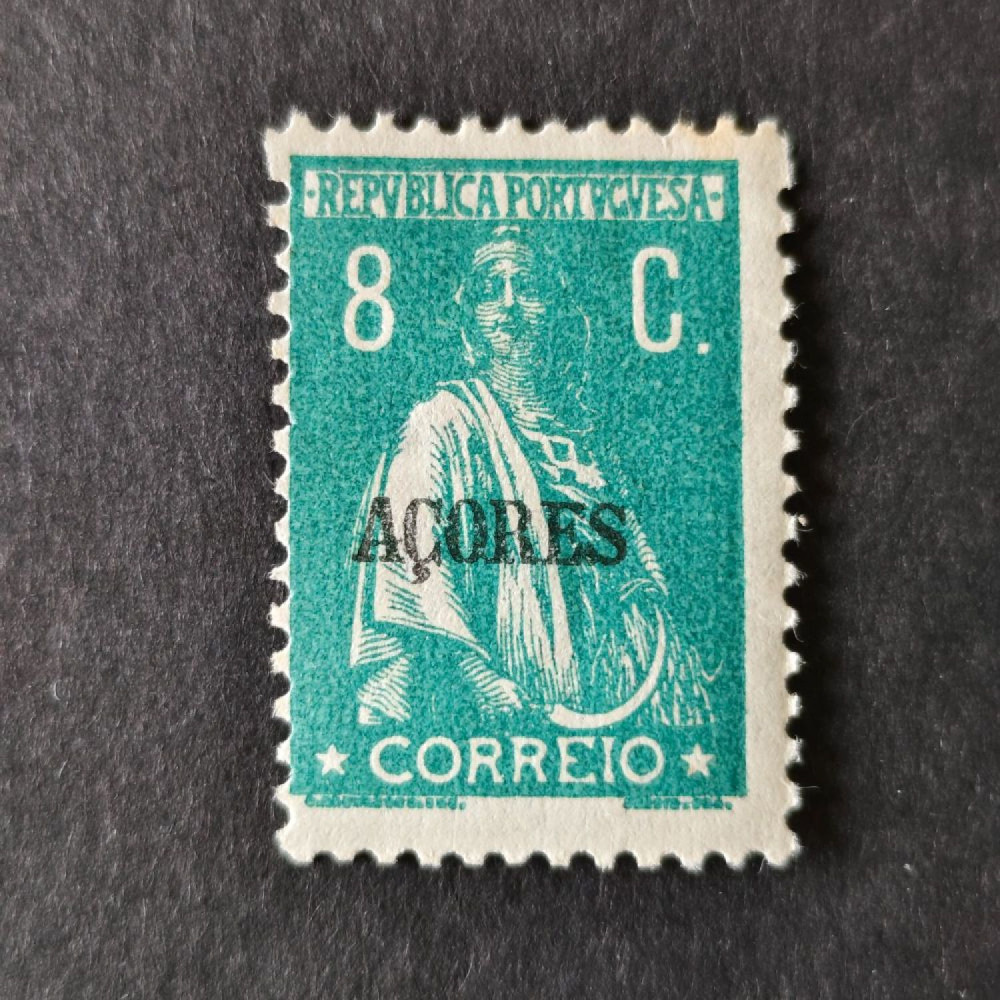 ·REPVBLICA PORTVGVESA·
8 C.
AÇORES
CORREIO